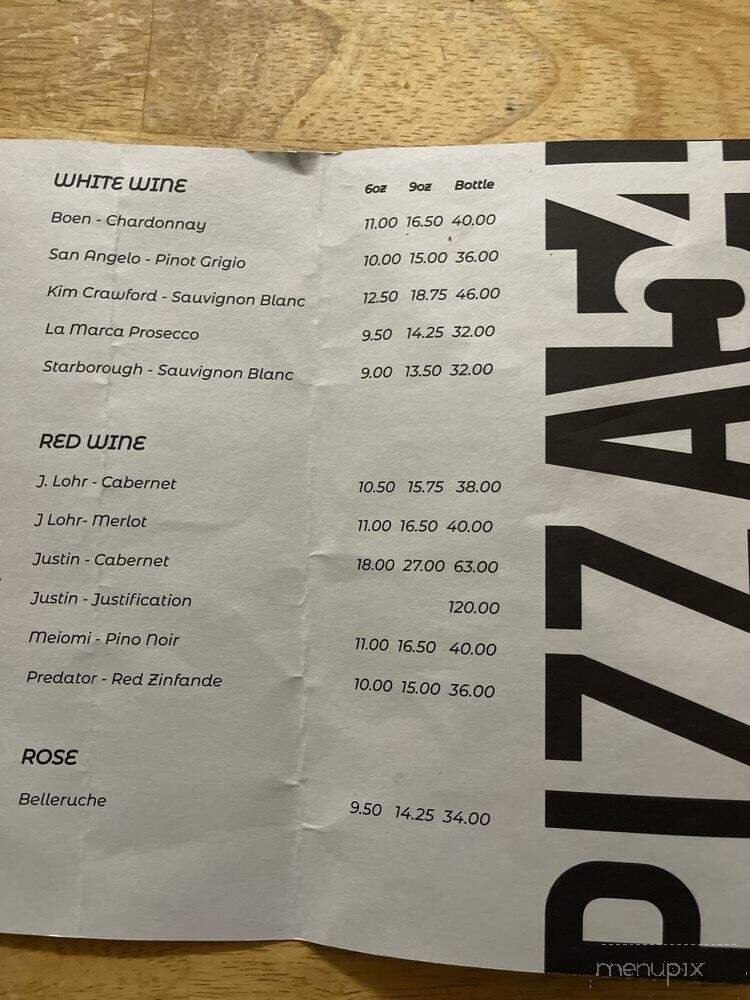 WHITE WINE 6oz 9oz Bottle
Boen - Chardonnay 11.00 16.50 40.00
San Angelo - Pinot Grigio 10.00 15.00 36.00
Kim Crawford - Sauvignon Blanc 12.50 18.75 46.00
La Marca Prosecco 9.50 14.25 32.00
Starborough - Sauvignon Blanc 9.00 13.50 32.00
RED WINE
J. Lohr - Cabernet 10.50 15.75 38.00
J Lohr- Merlot 11.00 16.50 40.00
Justin - Cabernet 18.00 27.00 63.00
Justin - Justification 120.00
Meiomi - Pino Noir 11.00 16.50 40.00
Predator - Red Zinfande 10.00 15.00 36.00
ROSE
Belleruche 9.50 14.25 34.00
PIZZA 54
menupix